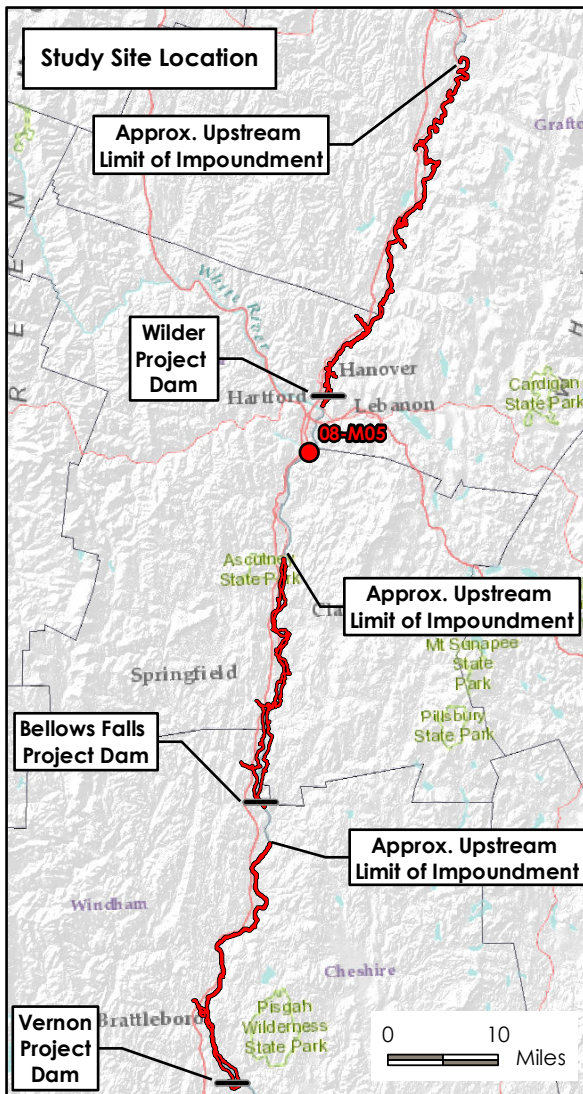 Study Site Location
Approx. Upstream
Limit of Impoundment
Grafto
White River
Wilder
Project
Dam
Hanover
Hartford
Lebanon
Cardigan
State Park
08-M05
Ascutney
State Park
Cla
Approx. Upstream
Limit of Impoundment
Mt Sunapee
State
Park
Springfield
Pillsbury
State Park
Bellows Falls
Project Dam
Approx. Upstream
Limit of Impoundment
Windham
Cheshire
Brattleboro
Pisgah
Wilderness
State Park
Vernon
Project
Dam
0 10
Miles